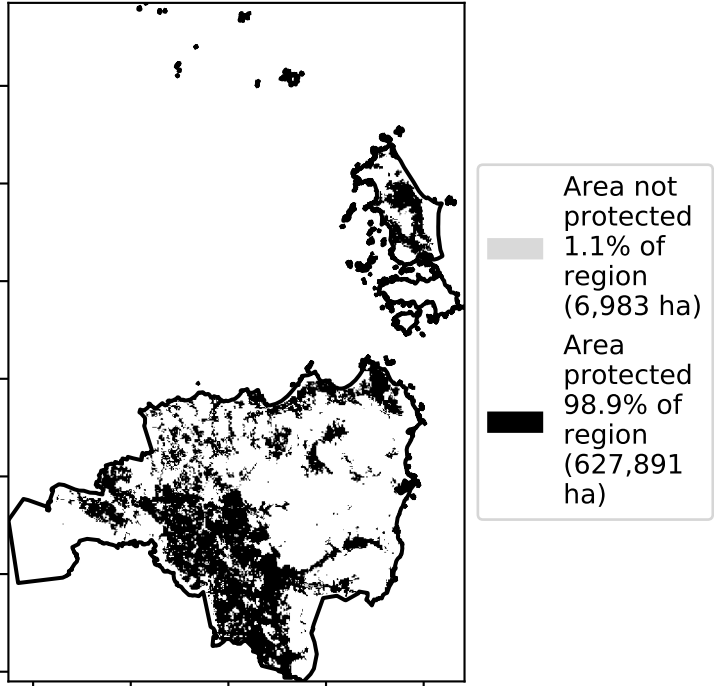 Area not
protected
1.1% of
region
(6,983 ha)
Area
protected
98.9% of
region
(627,891
ha)